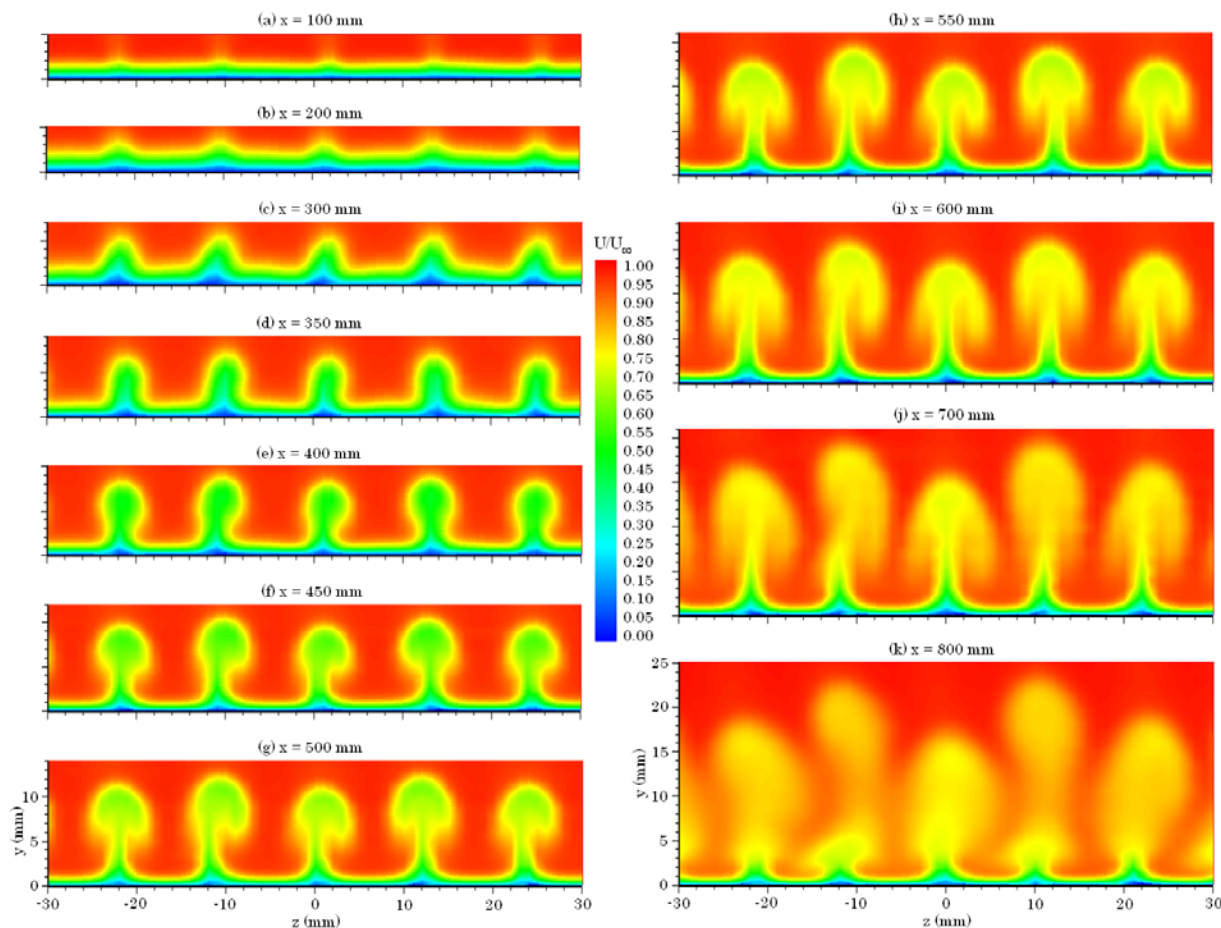 (a) x = 100 mm
(b) x = 200 mm
(c) x = 300 mm
(d) x = 350 mm
(e) x = 400 mm
(f) x = 450 mm
(g) x = 500 mm
10
5
0
y (mm)
-30 -20 -10 0 10 20 30
z (mm)
U/U∞
1.00
0.95
0.90
0.85
0.80
0.75
0.70
0.65
0.60
0.55
0.50
0.45
0.40
0.35
0.30
0.25
0.20
0.15
0.10
0.05
0.00
(h) x = 550 mm
(i) x = 600 mm
(j) x = 700 mm
(k) x = 800 mm
25
20
15
10
5
0
y (mm)
-30 -20 -10 0 10 20 30
z (mm)